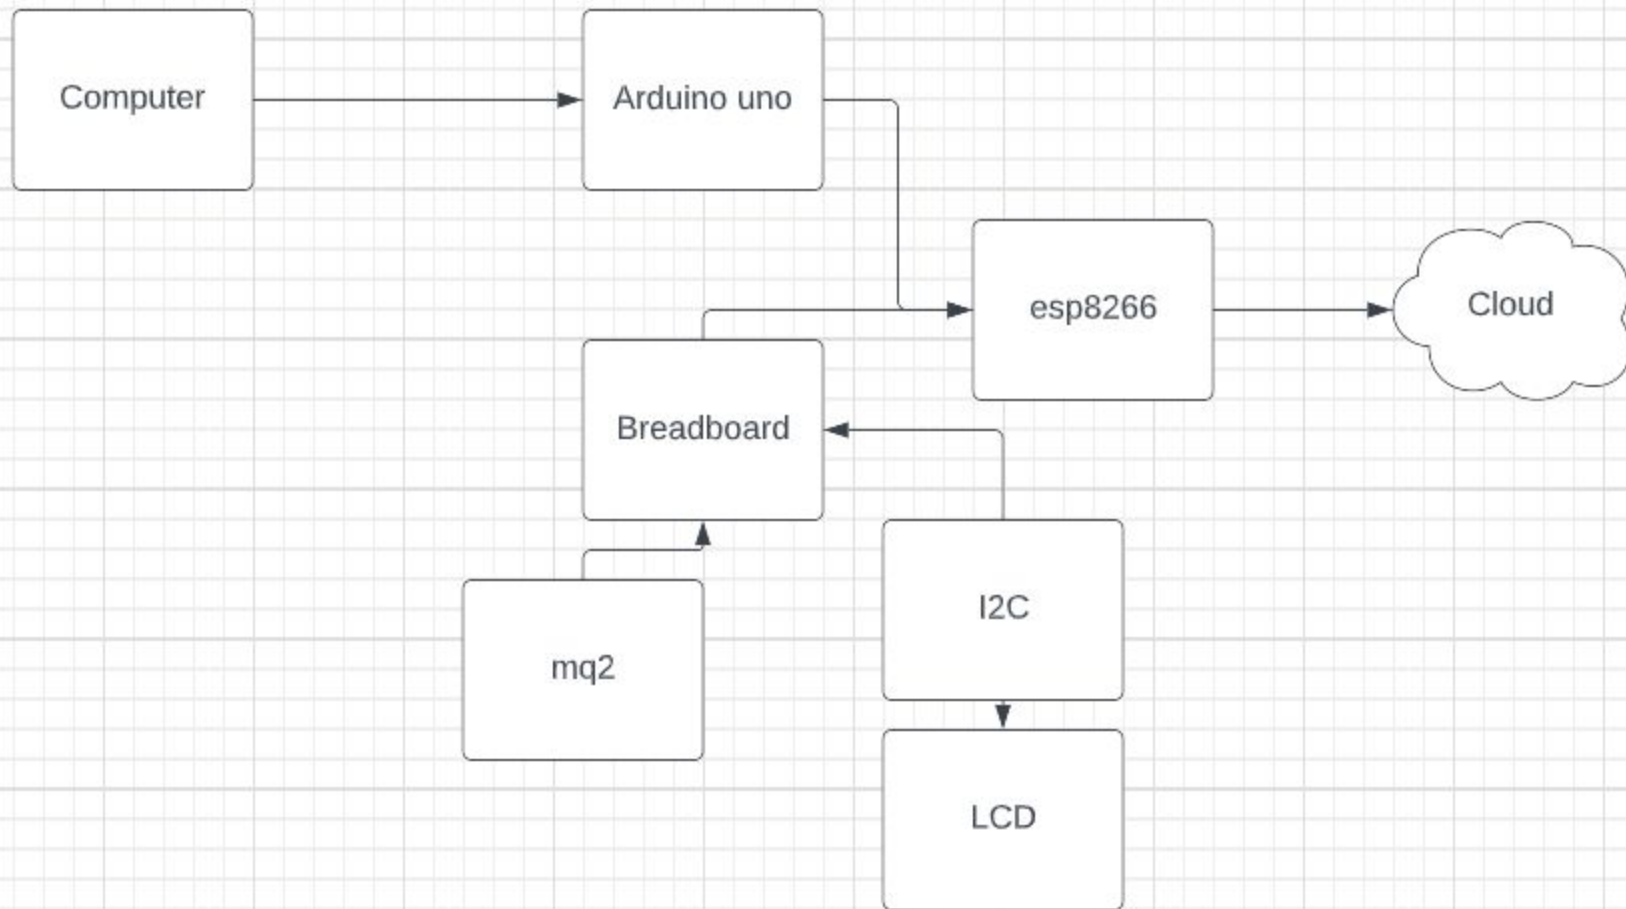 Computer
Arduino uno
esp8266
Cloud
Breadboard
I2C
mq2
LCD